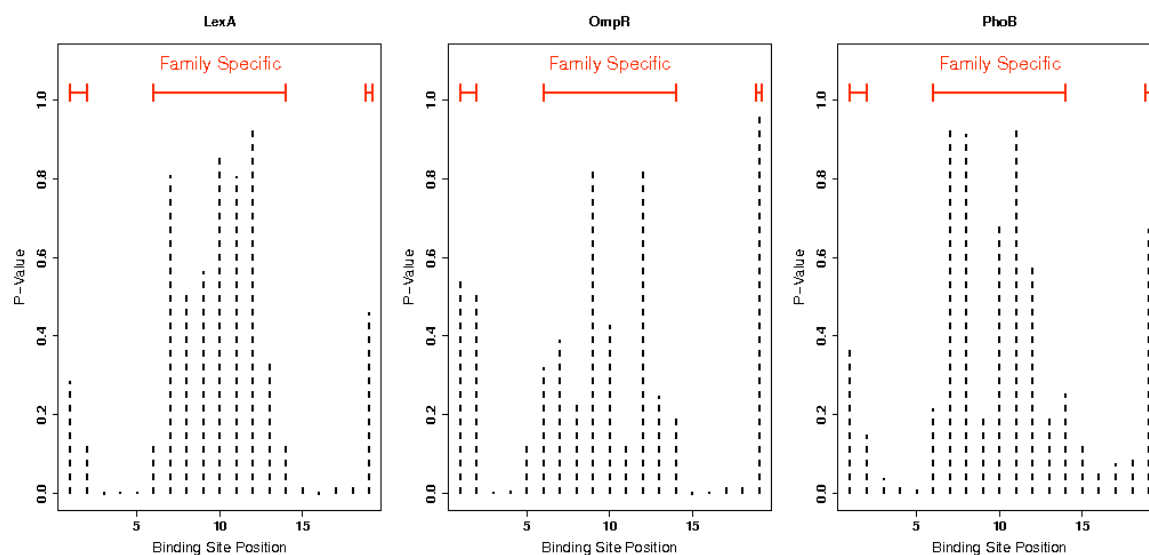 LexA
Family Specific
P-Value
0.0 0.2 0.4 0.6 0.8 1.0
5 10 15
Binding Site Position
OmpR
Family Specific
P-Value
0.0 0.2 0.4 0.6 0.8 1.0
5 10 15
Binding Site Position
PhoB
Family Specific
P-Value
0.0 0.2 0.4 0.6 0.8 1.0
5 10 15
Binding Site Position